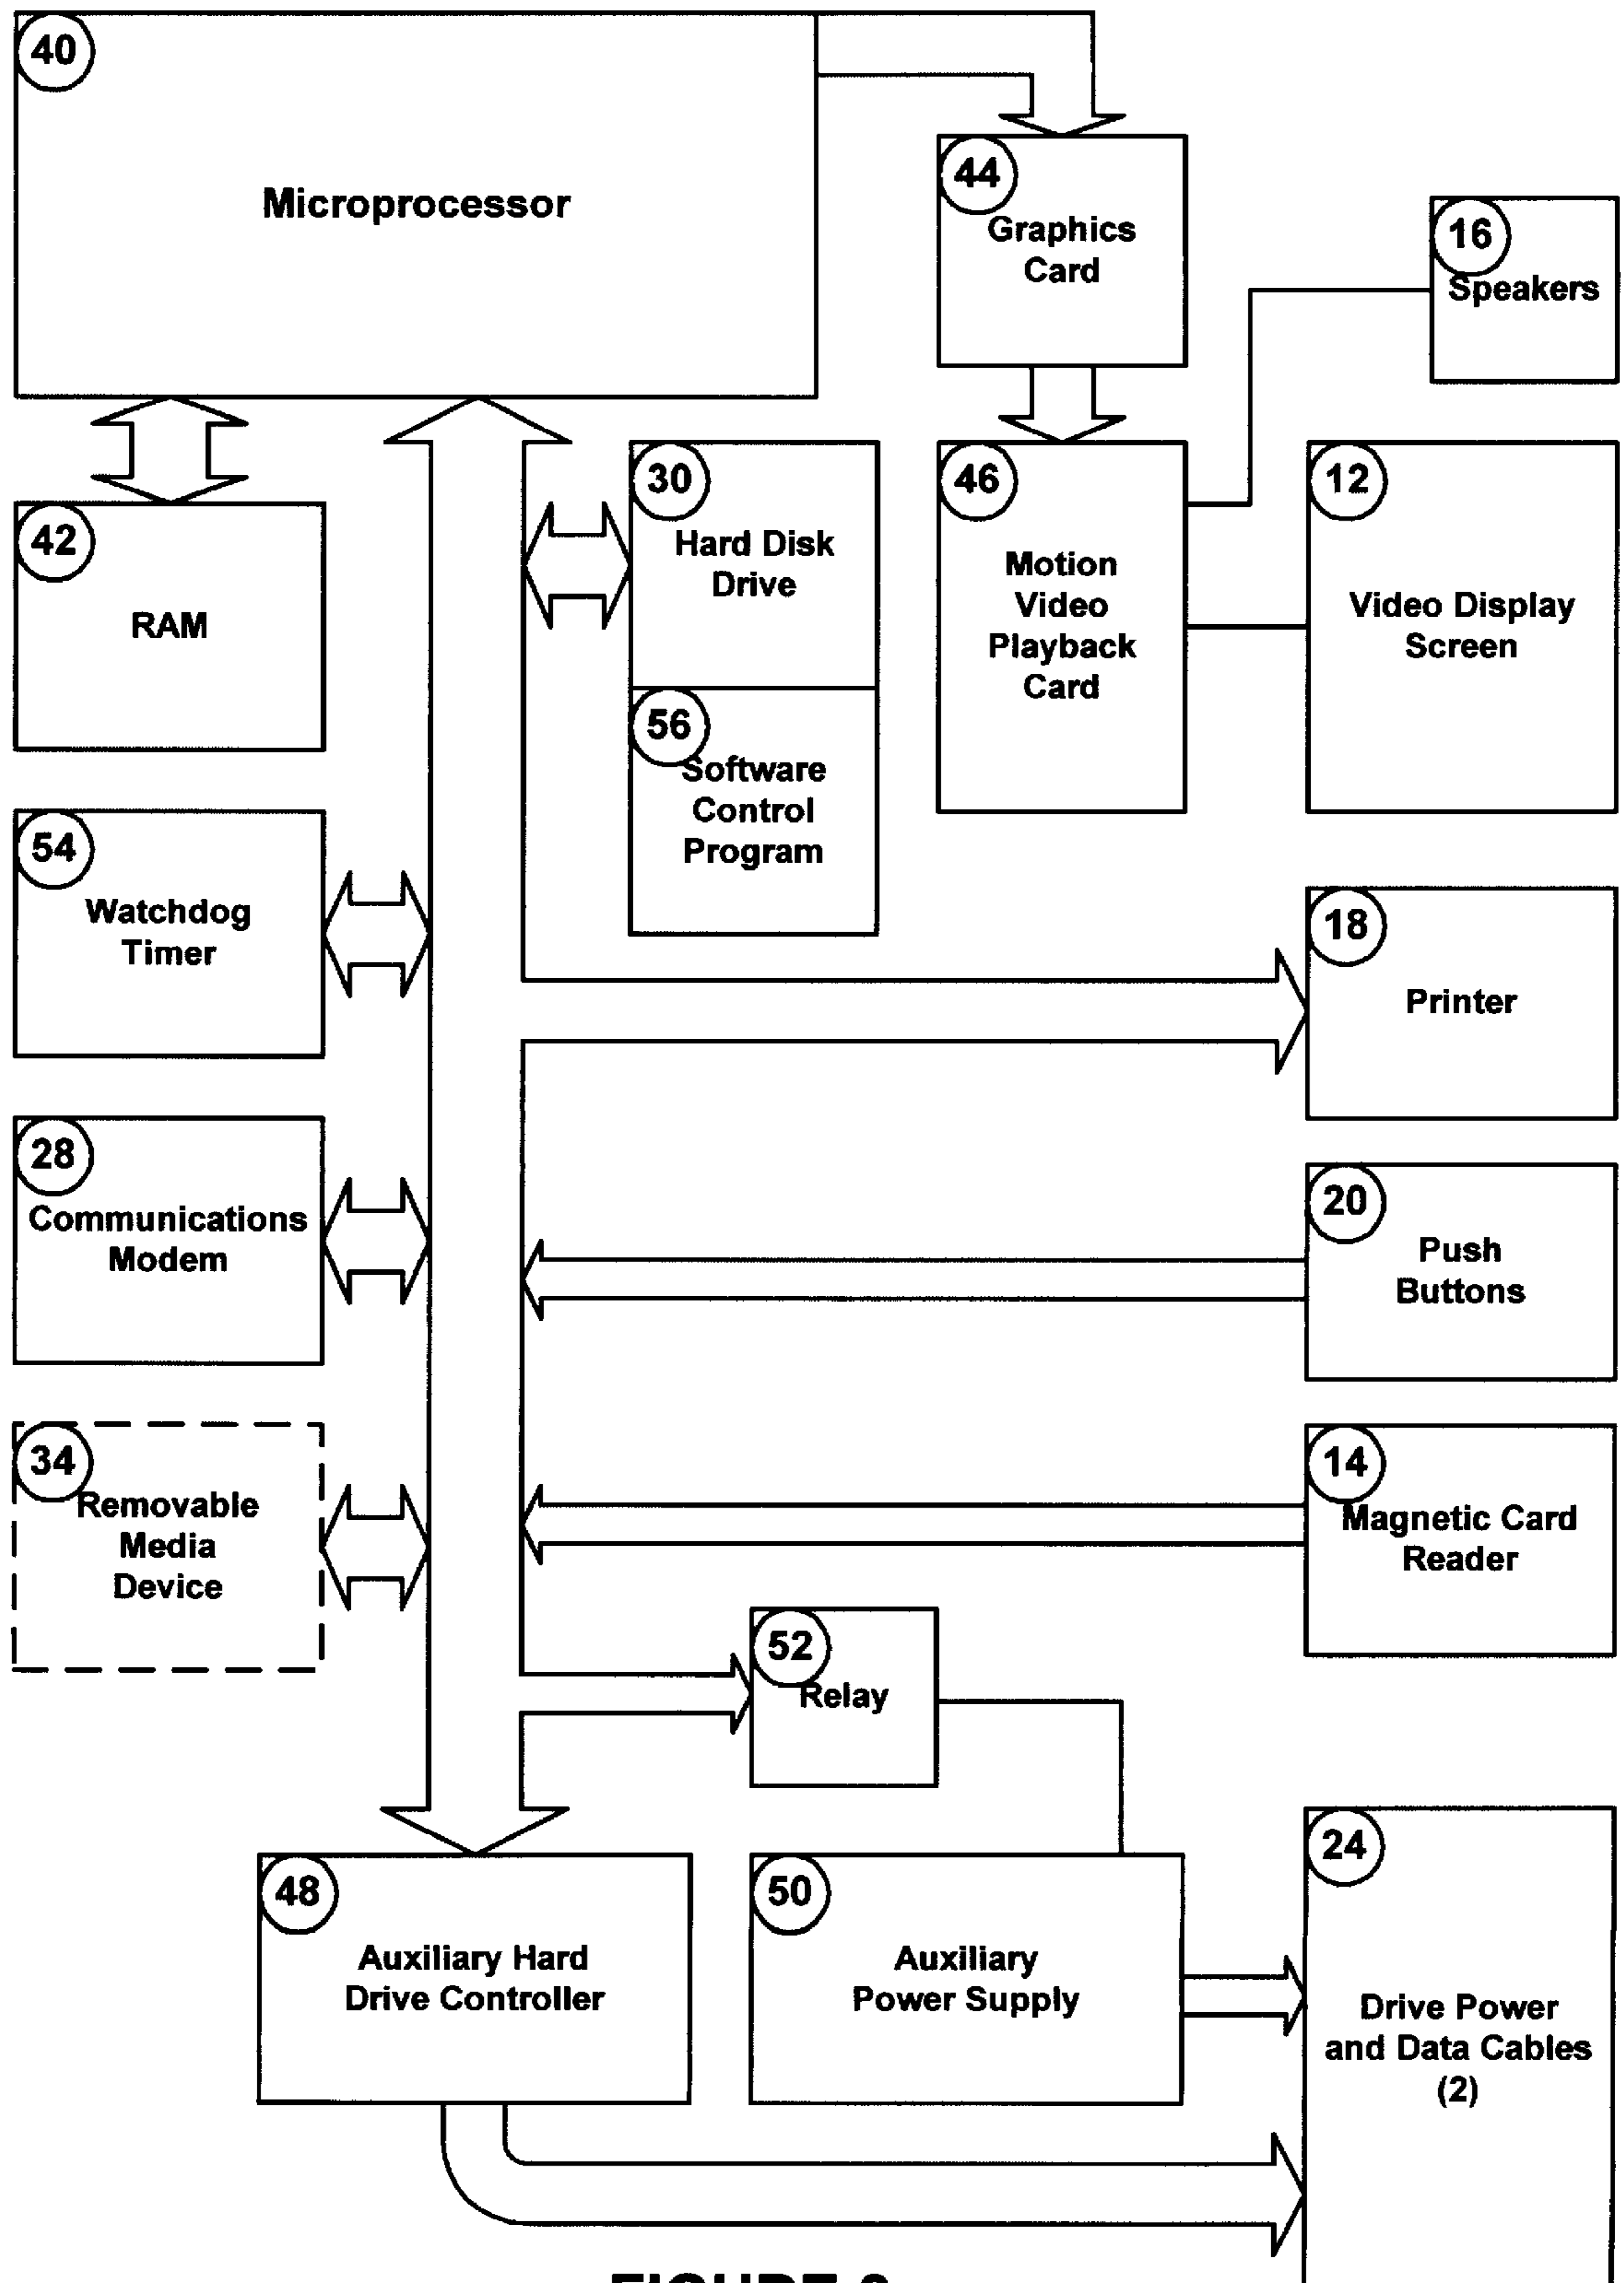 40
Microprocessor
44
Graphics
Card
16
Speakers
42
RAM
30
Hard Disk
Drive
56
Software
Control
Program
46
Motion
Video
Playback
Card
12
Video Display
Screen
54
Watchdog
Timer
18
Printer
28
Communications
Modem
20
Push
Buttons
34
Removable
Media
Device
14
Magnetic Card
Reader
52
Relay
48
Auxiliary Hard
Drive Controller
50
Auxiliary
Power Supply
24
Drive Power
and Data Cables
(2)
FIGURE